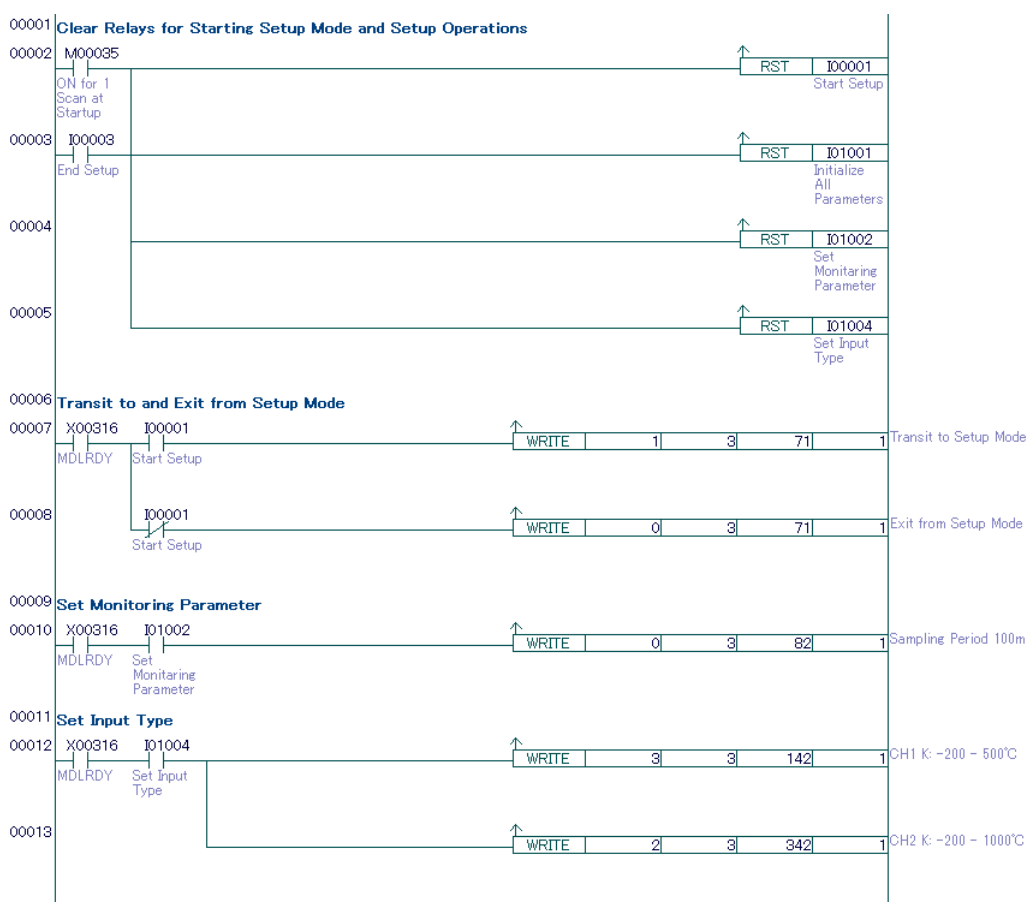 00001 Clear Relays for Starting Setup Mode and Setup Operations
00002 M00035 RST I00001
ON for 1 Start Setup
Scan at
Startup
00003 I00003 RST I01001
End Setup Initialize
All
Parameters
00004 RST I01002
Set
Monitaring
Parameter
00005 RST I01004
Set Input
Type
00006 Transit to and Exit from Setup Mode
00007 X00316 I00001 WRITE 1 3 71 1 Transit to Setup Mode
MDLRDY Start Setup
00008 I00001 WRITE 0 3 71 1 Exit from Setup Mode
Start Setup
00009 Set Monitoring Parameter
00010 X00316 I01002 WRITE 0 3 82 1 Sampling Period 100m
MDLRDY Set
Monitaring
Parameter
00011 Set Input Type
00012 X00316 I01004 WRITE 3 3 142 1 CH1 K: -200 - 500℃
MDLRDY Set Input
Type
00013 WRITE 2 3 342 1 CH2 K: -200 - 1000℃